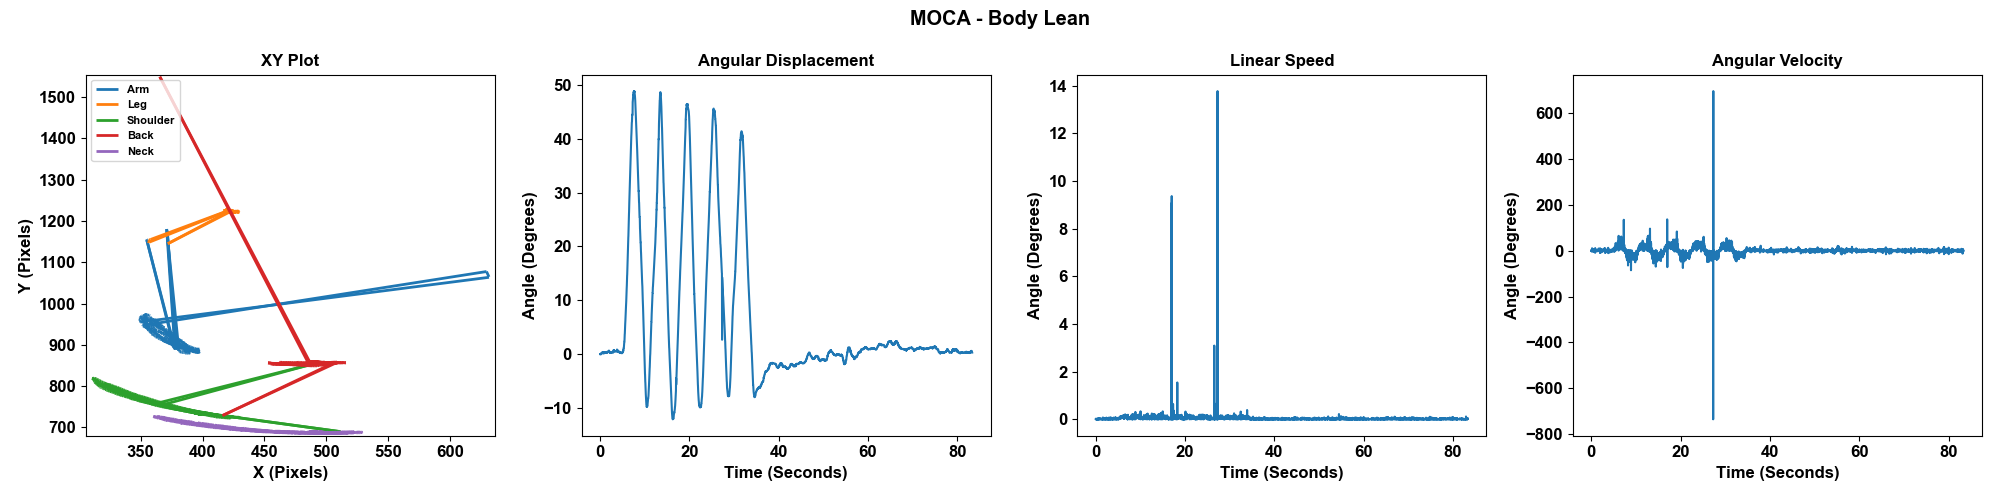 MOCA - Body Lean
XY Plot
Arm
Leg
Shoulder
Back
Neck
1500
1400
1300
1200
1100
1000
900
800
700
350
400
450
500
550
600
Y (Pixels)
X (Pixels)
Angular Displacement
50
40
30
20
10
0
−10
0
20
40
60
80
Angle (Degrees)
Time (Seconds)
Linear Speed
14
12
10
8
6
4
2
0
0
20
40
60
80
Angle (Degrees)
Time (Seconds)
Angular Velocity
600
400
200
0
−200
−400
−600
−800
0
20
40
60
80
Angle (Degrees)
Time (Seconds)